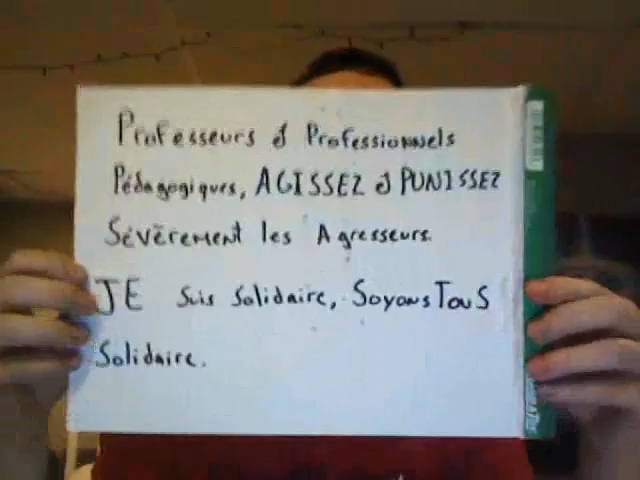 Professeurs & Professionnels
Pédagogiques, AGISSEZ & PUNISSEZ
Sévèrement les Agresseurs.
JE suis solidaire, Soyons Tous
Solidaire.